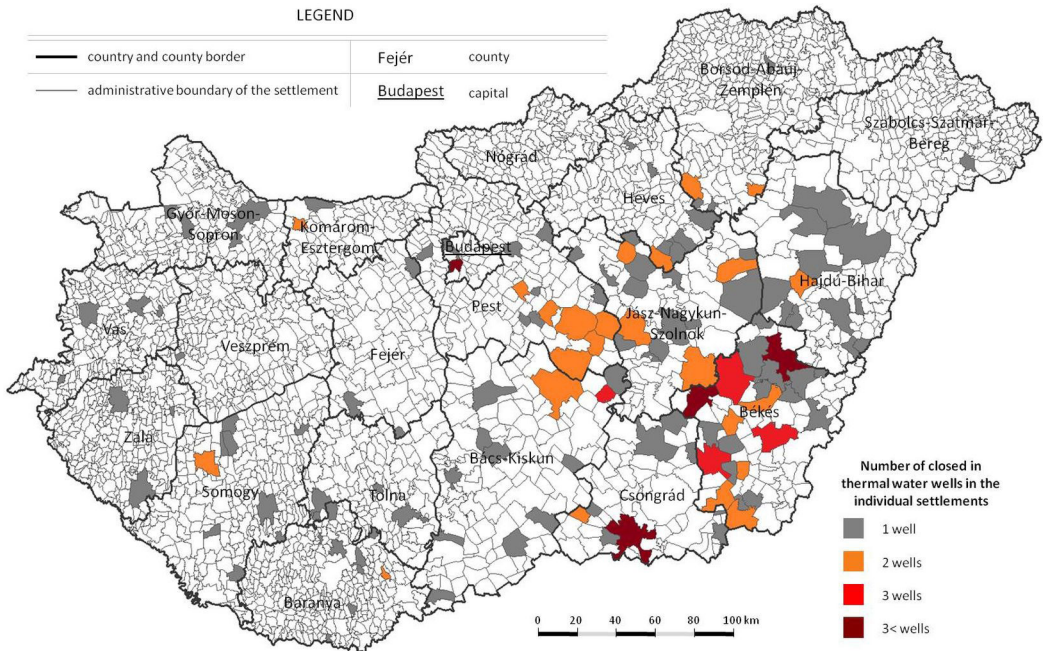 LEGEND
country and county border
Fejér
county
administrative boundary of the settlement
Budapest
capital
Borsod-Abaúj-
Zemplén
Szabolcs-Szatmár-
Bereg
Nógrád
Heves
Győr-Moson-
Sopron
Komárom-
Esztergom
Budapest
Hajdú-Bihar
Pest
Jász-Nagykun-
Szolnok
Vas
Veszprém
Fejér
Békés
Zala
Bács-Kiskun
Somogy
Tolna
Csongrád
Baranya
Number of closed in
thermal water wells in the
individual settlements
1 well
2 wells
3 wells
3< wells
0 20 40 60 80 100 km